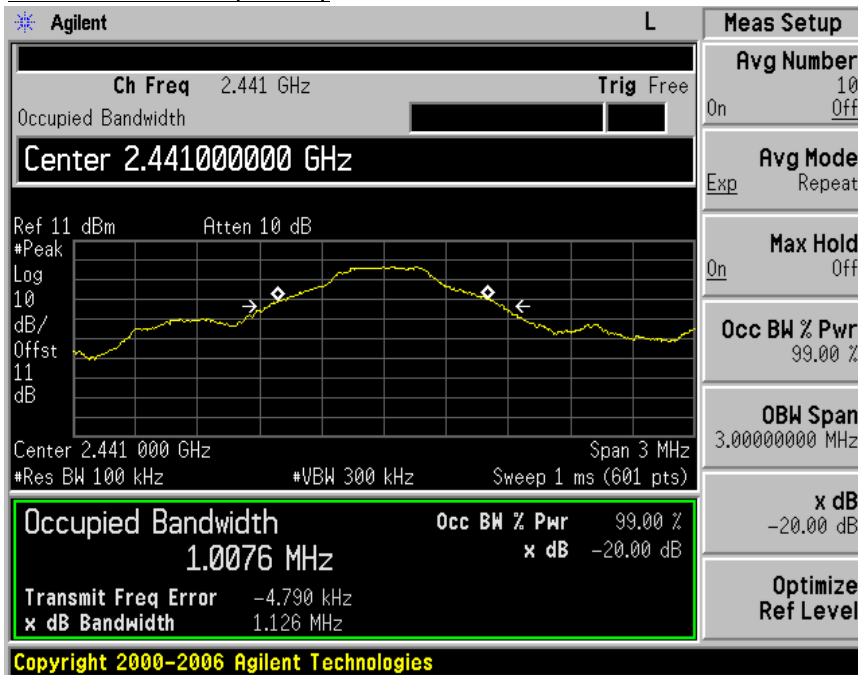 Agilent L Meas Setup
Ch Freq 2.441 GHz Trig Free
Occupied Bandwidth
Center 2.441000000 GHz
Ref 11 dBm Atten 10 dB
#Peak
Log
10
dB/
Offst
11
dB
Center 2.441 000 GHz Span 3 MHz
#Res BW 100 kHz #VBW 300 kHz Sweep 1 ms (601 pts)
Occupied Bandwidth Occ BW % Pwr 99.00 %
1.0076 MHz x dB -20.00 dB
Transmit Freq Error -4.790 kHz
x dB Bandwidth 1.126 MHz
Avg Number
10
On Off
Avg Mode
Exp Repeat
Max Hold
On Off
Occ BW % Pwr
99.00 %
OBW Span
3.00000000 MHz
x dB
-20.00 dB
Optimize
Ref Level
Copyright 2000-2006 Agilent Technologies